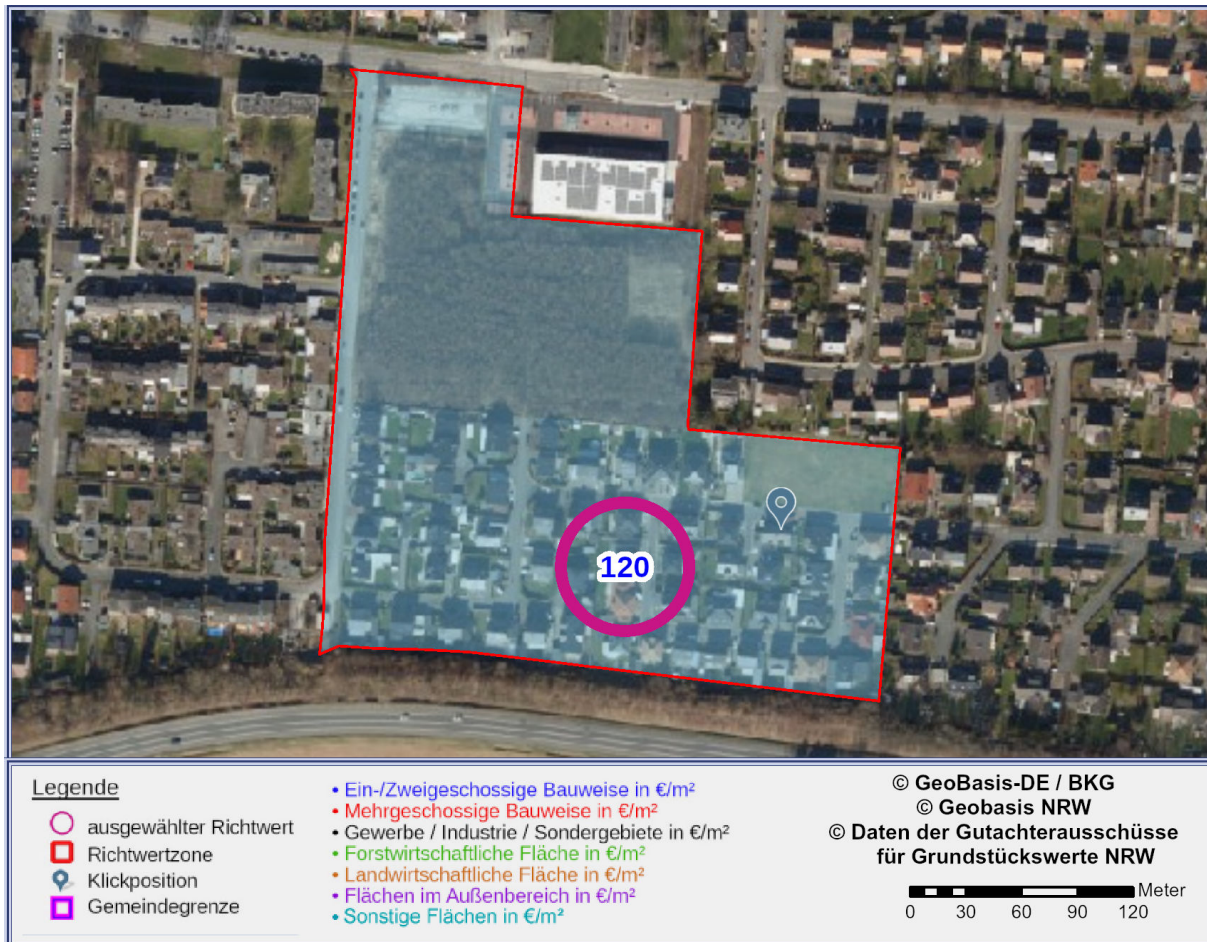 120
Legende
ausgewählter Richtwert
Richtwertzone
Klickposition
Gemeindegrenze
• Ein-/Zweigeschossige Bauweise in €/m²
• Mehrgeschossige Bauweise in €/m²
• Gewerbe / Industrie / Sondergebiete in €/m²
• Forstwirtschaftliche Fläche in €/m²
• Landwirtschaftliche Fläche in €/m²
• Flächen im Außenbereich in €/m²
• Sonstige Flächen in €/m²
© GeoBasis-DE / BKG
© Geobasis NRW
© Daten der Gutachterausschüsse
für Grundstückswerte NRW
Meter
0 30 60 90 120